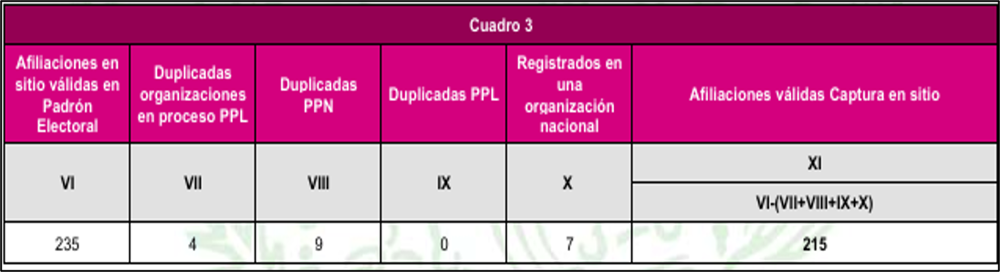 Cuadro 3
Afiliaciones en
sitio válidas en
Padrón
Electoral
Duplicadas
organizaciones
en proceso PPL
Duplicadas
PPN
Duplicadas PPL
Registrados en
una
organización
nacional
Afiliaciones válidas Captura en sitio
VI
VII
VIII
IX
X
XI
VI-(VII+VIII+IX+X)
235
4
9
0
7
215